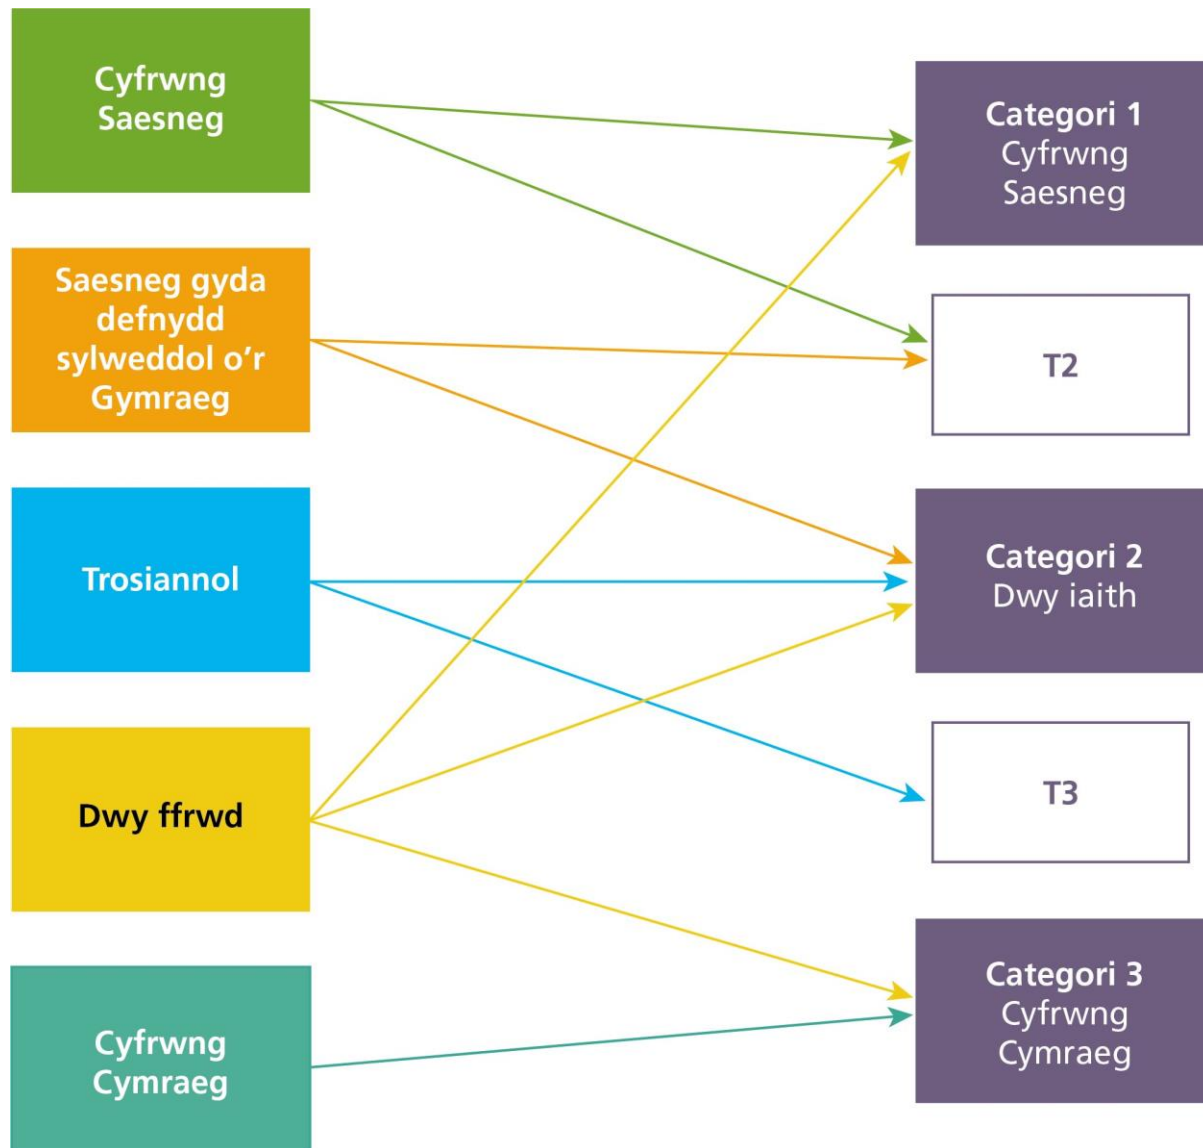 Cyfrwng
Saesneg
Saesneg gyda
defnydd
sylweddol o’r
Gymraeg
Trosiannol
Dwy ffrwd
Cyfrwng
Cymraeg
Categori 1
Cyfrwng
Saesneg
T2
Categori 2
Dwy iaith
T3
Categori 3
Cyfrwng
Cymraeg